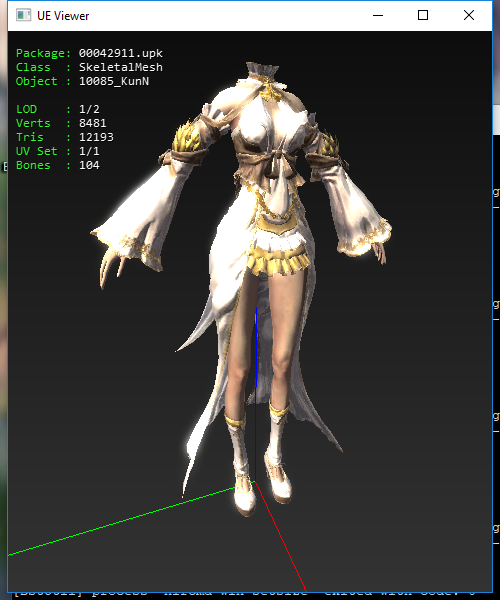 UE Viewer
Package: 00042911.upk
Class : SkeletalMesh
Object : 10085_KunN
LOD : 1/2
Verts : 8481
Tris : 12193
UV Set : 1/1
Bones : 104